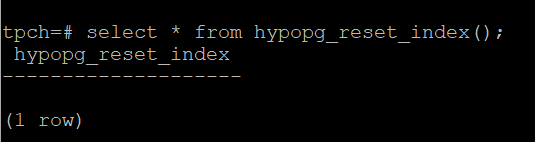 tpch=# select * from hypopg_reset_index();
 hypopg_reset_index
--------------------

(1 row)